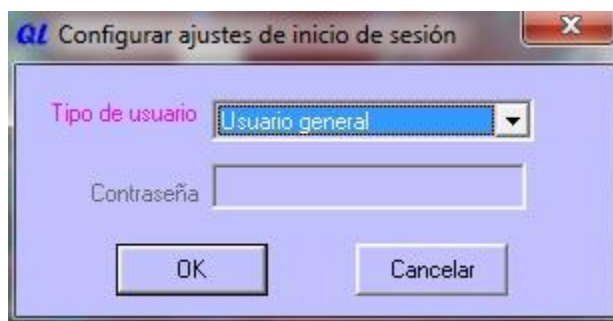 QL Configurar ajustes de inicio de sesión
Tipo de usuario Usuario general
Contraseña
OK Cancelar